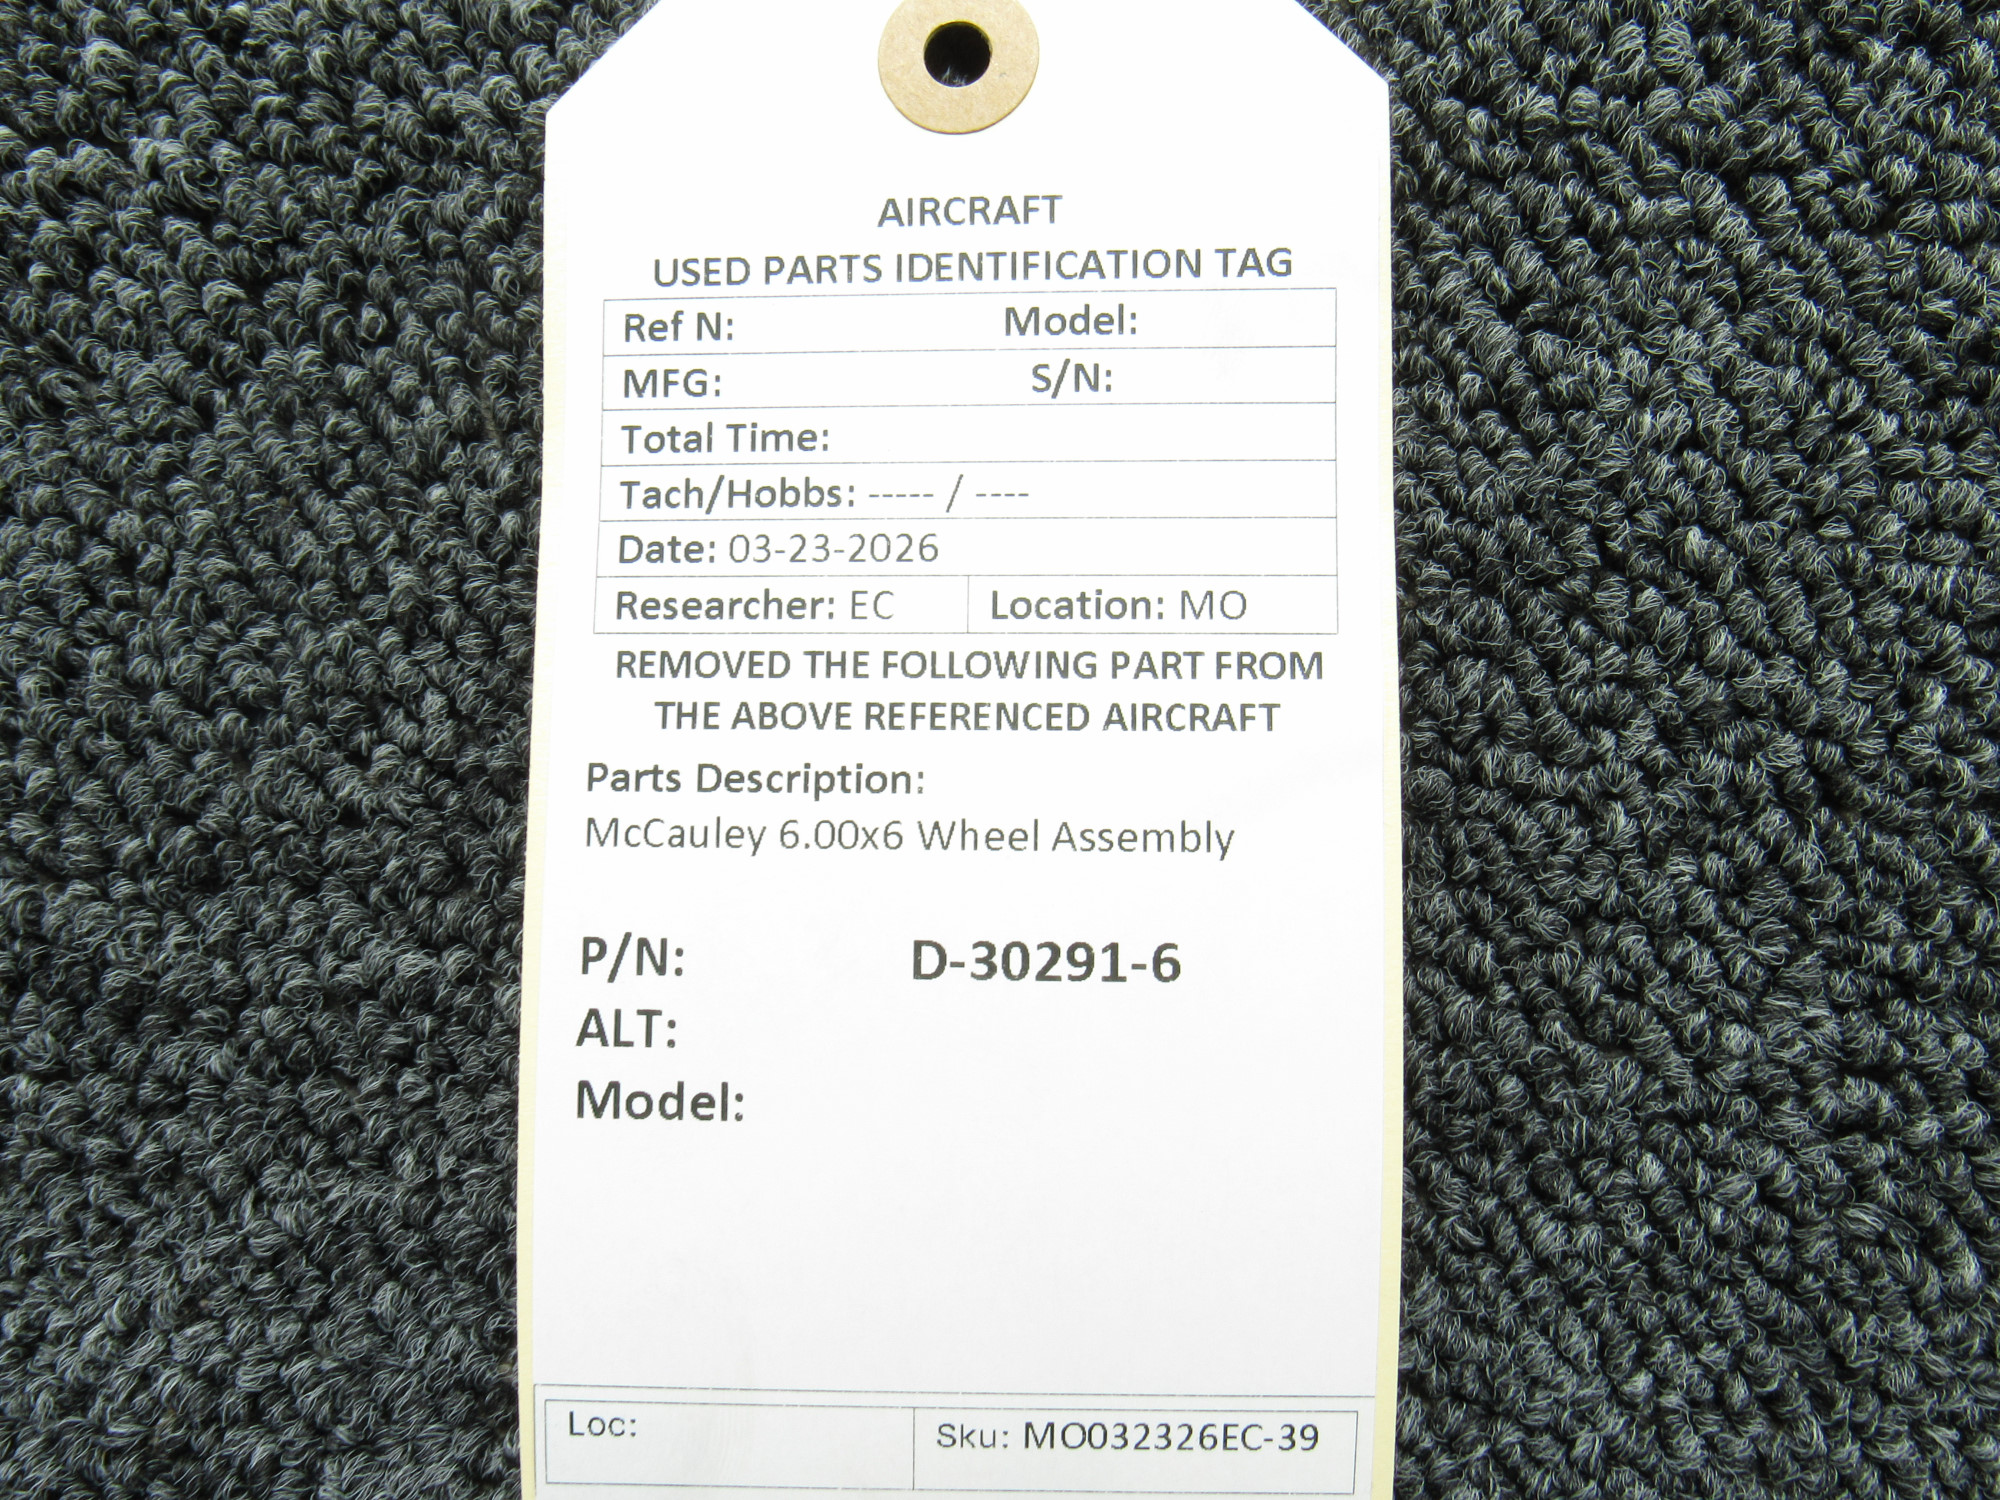 AIRCRAFT
USED PARTS IDENTIFICATION TAG
Ref N: Model:
MFG: S/N:
Total Time:
Tach/Hobbs: ----- / ----
Date: 03-23-2026
Researcher: EC Location: MO
REMOVED THE FOLLOWING PART FROM
THE ABOVE REFERENCED AIRCRAFT
Parts Description:
McCauley 6.00x6 Wheel Assembly
P/N: D-30291-6
ALT:
Model:
Loc: Sku: MO032326EC-39